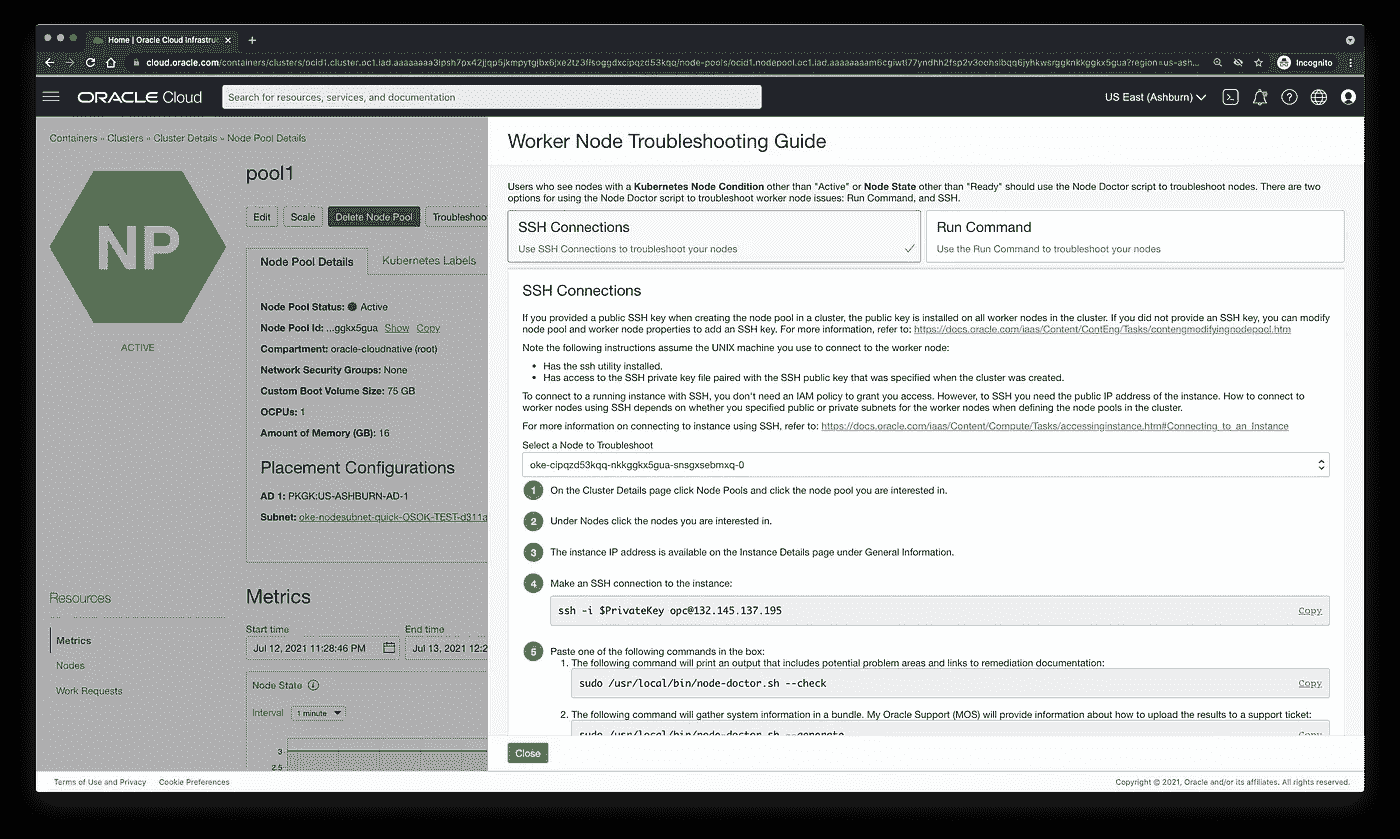 Home | Oracle Cloud Infrastru
cloud.oracle.com/containers/clusters/
Incognito
ORACLE Cloud
Search for resources, services, and documentation
US East (Ashburn)
Containers » Clusters » Cluster Details » Node Pool Details
NP
ACTIVE
pool1
Edit
Scale
Delete Node Pool
Troubleshoo
Node Pool Details
Kubernetes Labels
Node Pool Status: Active
Node Pool Id: ...ggkx5gua Show Copy
Compartment: oracle-cloudnative (root)
Network Security Groups: None
Custom Boot Volume Size: 75 GB
OCPUs: 1
Amount of Memory (GB): 16
Placement Configurations
AD 1: PKGK:US-ASHBURN-AD-1
Subnet: oke-nodesubnet-quick-OSOK-TEST-d311a
Resources
Metrics
Nodes
Work Requests
Metrics
Start time
End time
Jul 12, 2021 11:28:46 PM
Jul 13, 2021 12:2
Node State
Interval
1 minute
3
2.5
Worker Node Troubleshooting Guide
Users who see nodes with a Kubernetes Node Condition other than "Active" or Node State other than "Ready" should use the Node Doctor script to troubleshoot nodes. There are two
options for using the Node Doctor script to troubleshoot worker node issues: Run Command, and SSH.
SSH Connections
Use SSH Connections to troubleshoot your nodes
Run Command
Use the Run Command to troubleshoot your nodes
SSH Connections
If you provided a public SSH key when creating the node pool in a cluster, the public key is installed on all worker nodes in the cluster. If you did not provide an SSH key, you can modify
node pool and worker node properties to add an SSH key. For more information, refer to: https://docs.oracle.com/iaas/Content/ContEng/Tasks/contengmodifyingnodepool.htm
Note the following instructions assume the UNIX machine you use to connect to the worker node:
• Has the ssh utility installed.
• Has access to the SSH private key file paired with the SSH public key that was specified when the cluster was created.
To connect to a running instance with SSH, you don't need an IAM policy to grant you access. However, to SSH you need the public IP address of the instance. How to connect to
worker nodes using SSH depends on whether you specified public or private subnets for the worker nodes when defining the node pools in the cluster.
For more information on connecting to instance using SSH, refer to: https://docs.oracle.com/iaas/Content/Compute/Tasks/accessinginstance.htm#Connecting_to_an_Instance
Select a Node to Troubleshoot
oke-cipqzd53kqq-nkkggkx5gua-snsgxsebmxq-0
1 On the Cluster Details page click Node Pools and click the node pool you are interested in.
2 Under Nodes click the nodes you are interested in.
3 The instance IP address is available on the Instance Details page under General Information.
4 Make an SSH connection to the instance:
ssh -i $PrivateKey opc@132.145.137.195
Copy
5 Paste one of the following commands in the box:
1. The following command will print an output that includes potential problem areas and links to remediation documentation:
sudo /usr/local/bin/node-doctor.sh --check
Copy
2. The following command will gather system information in a bundle. My Oracle Support (MOS) will provide information about how to upload the results to a support ticket:
sudo /usr/local/bin/node-doctor.sh --generate
Copy
Close
Terms of Use and Privacy
Cookie Preferences
Copyright © 2021, Oracle and/or its affiliates. All rights reserved.